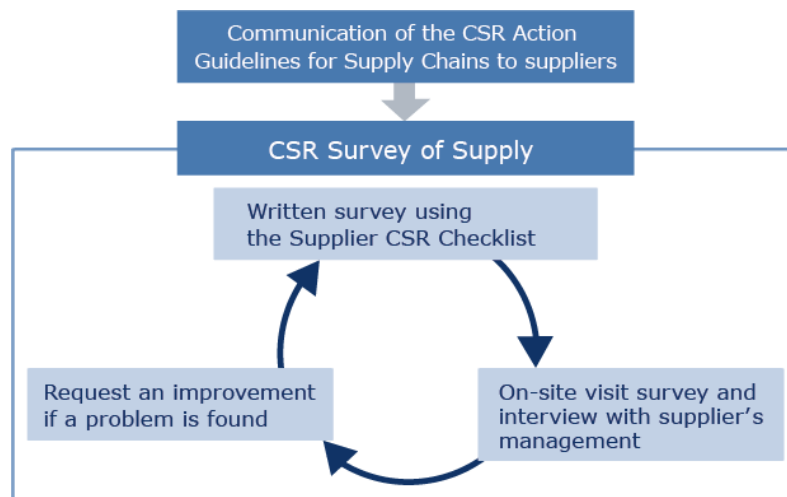 Communication of the CSR Action
Guidelines for Supply Chains to suppliers
CSR Survey of Supply
Written survey using
the Supplier CSR Checklist
Request an improvement
if a problem is found
On-site visit survey and
interview with supplier’s
management